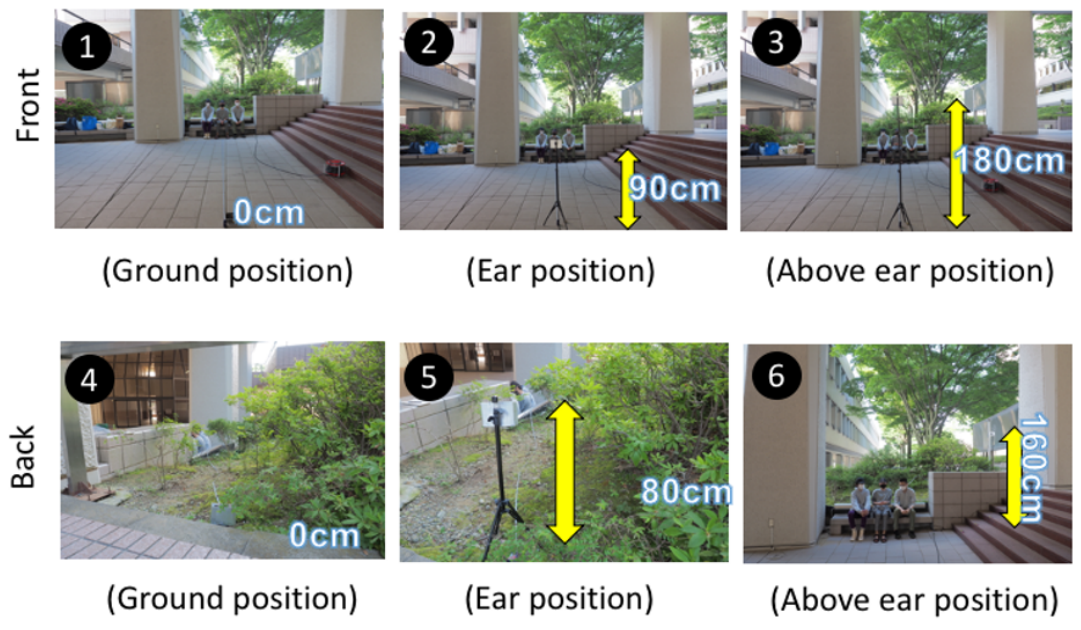 Front
1
2
3
0cm
90cm
180cm
(Ground position)
(Ear position)
(Above ear position)
Back
4
5
6
0cm
80cm
160cm
(Ground position)
(Ear position)
(Above ear position)